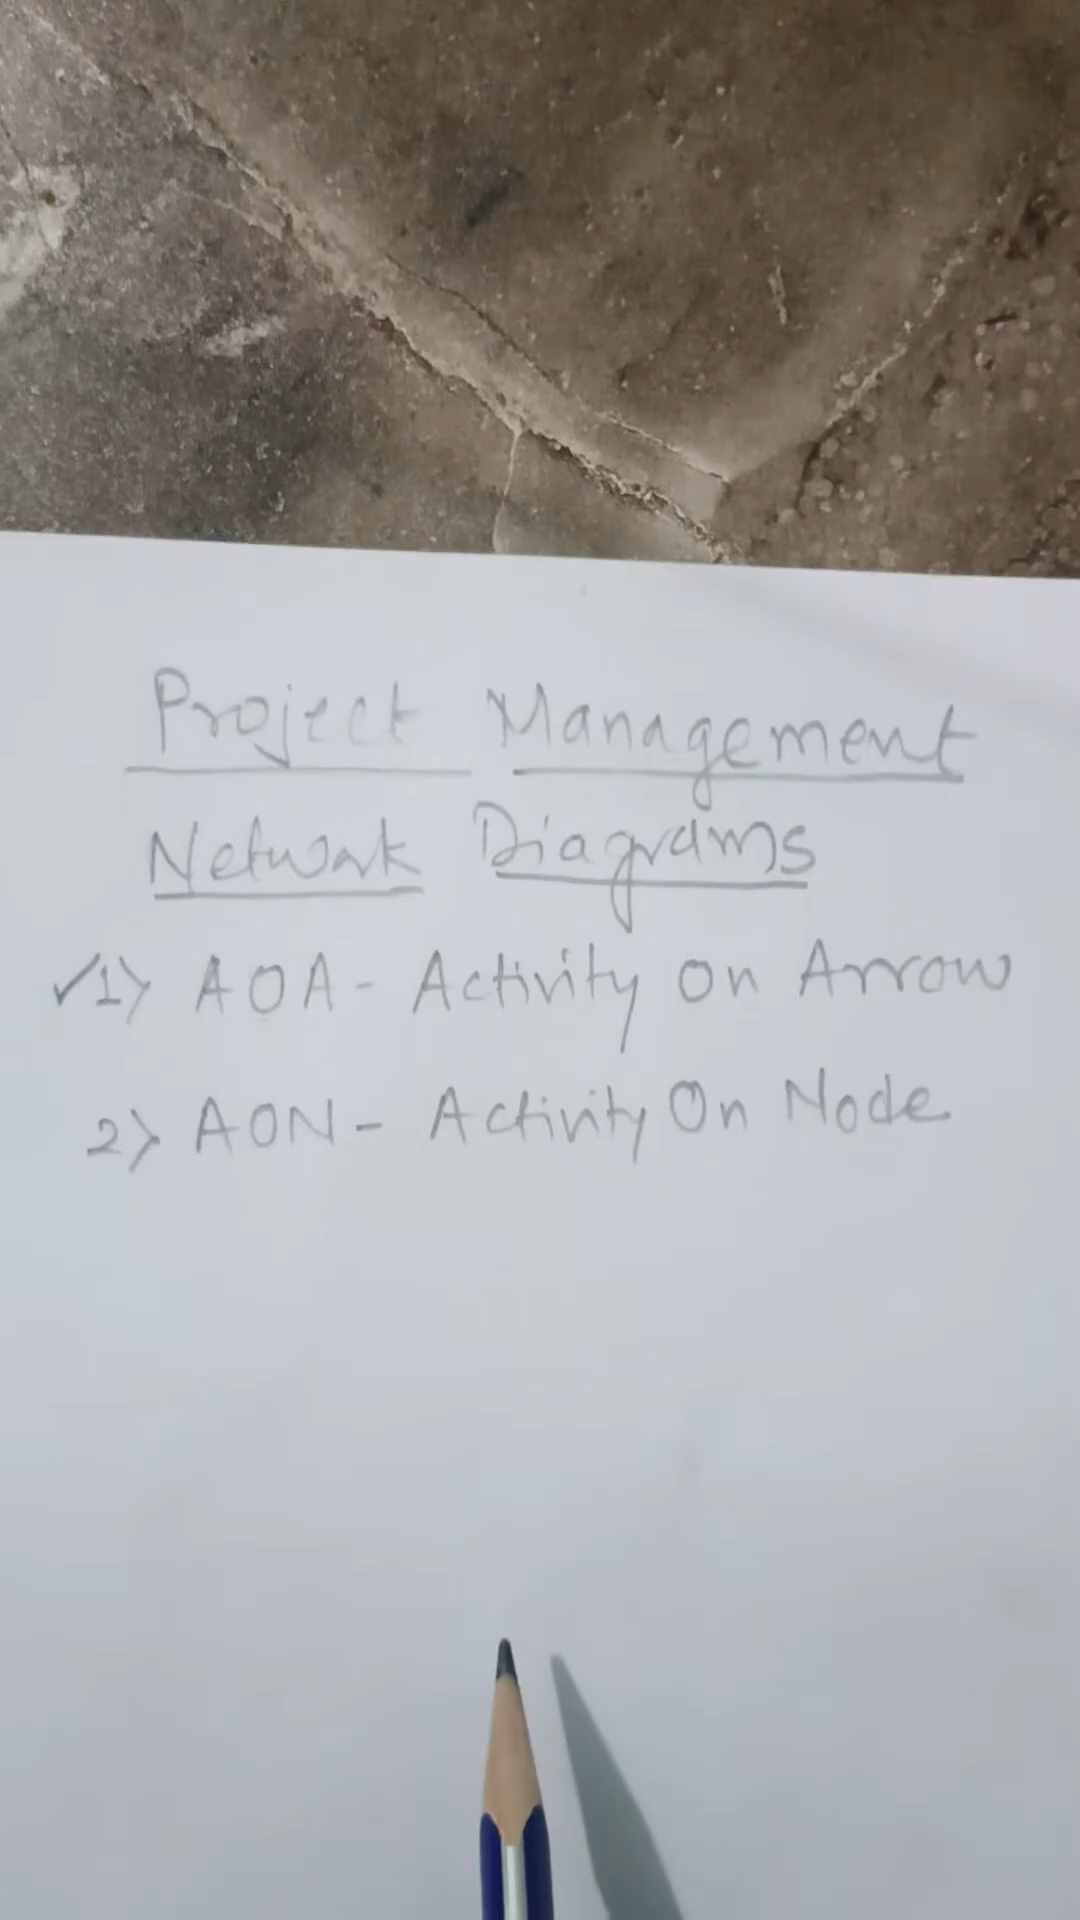 Project Management
Network Diagrams
✓1) AOA - Activity On Arrow
2) AON - Activity On Node